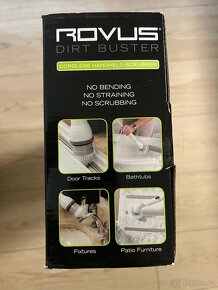 ROVUS
DIRT BUSTER
CORDLESS HANDHELD SCRUBBER
NO BENDING
NO STRAINING
NO SCRUBBING
Door Tracks
Bathtubs
Fixtures
Patio Furniture